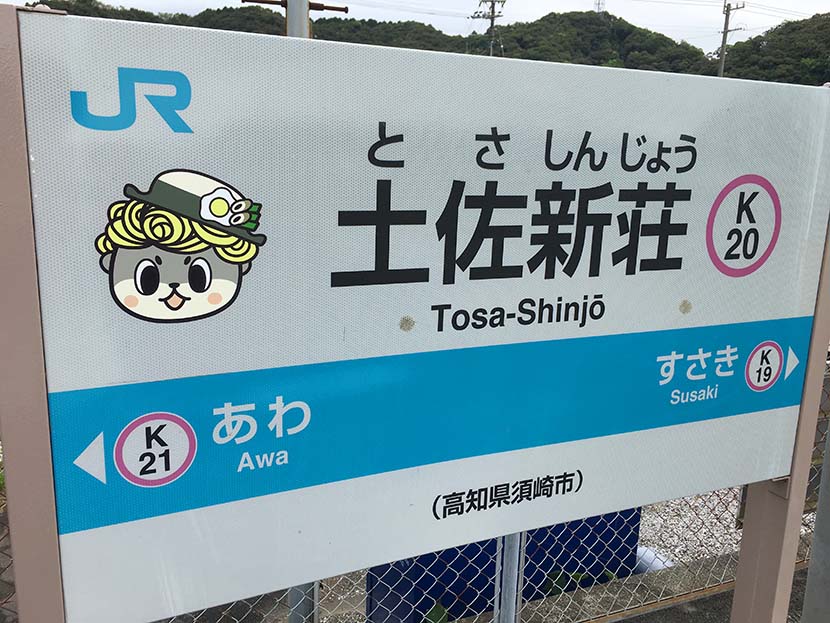 JR
とさしんじょう
土佐新荘
K
20
Tosa-Shinjō
すさき
Susaki
K
19
K
21
あわ
Awa
(高知県須崎市)